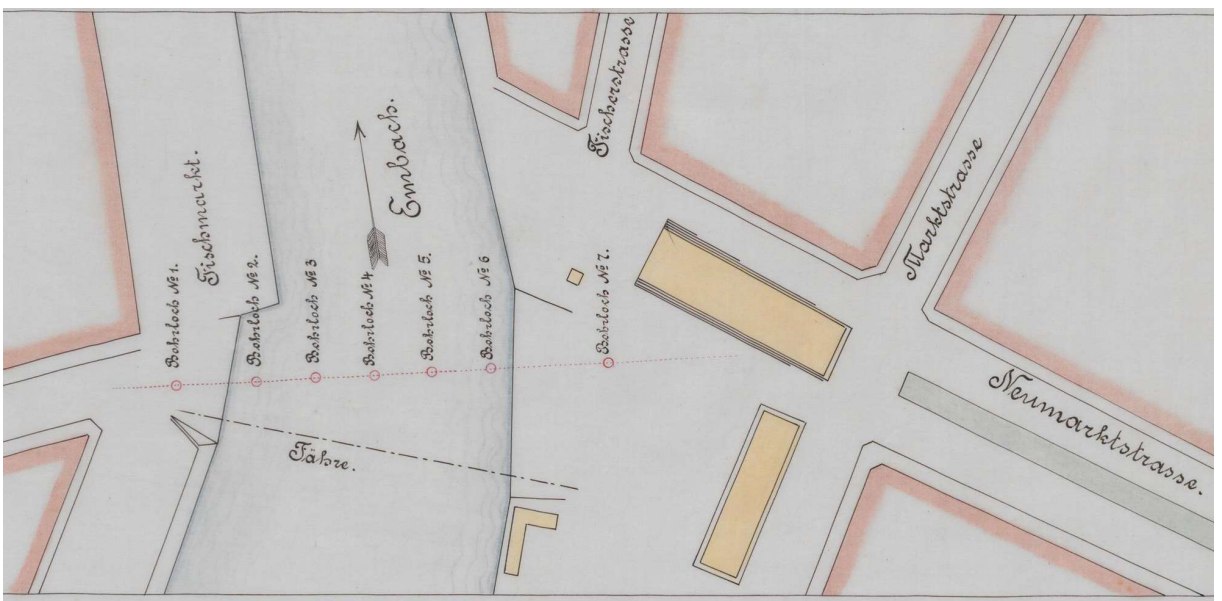 Fischmarkt.
Embach.
Fischerstrasse
Marktstrasse
Neumarktstrasse.
Bohrloch № 1.
Bohrloch № 2.
Bohrloch № 3
Bohrloch № 4
Bohrloch № 5.
Bohrloch № 6
Bohrloch № 7.
Fähre.